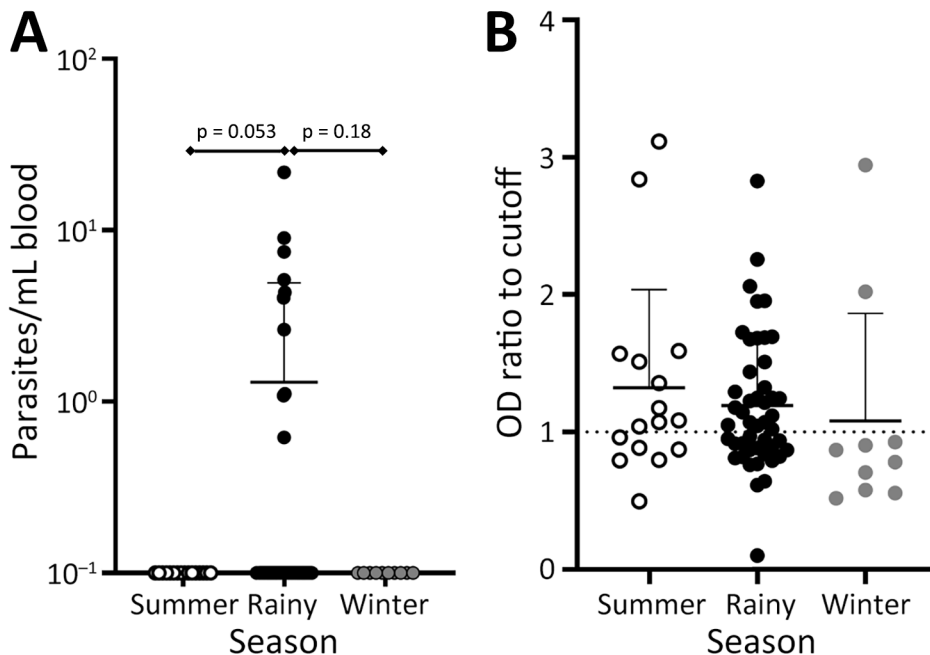 A
Parasites/mL blood
10²
10¹
10⁰
10⁻¹
p = 0.053
p = 0.18
Summer Rainy Winter
Season
B
OD ratio to cutoff
4
3
2
1
0
Summer Rainy Winter
Season